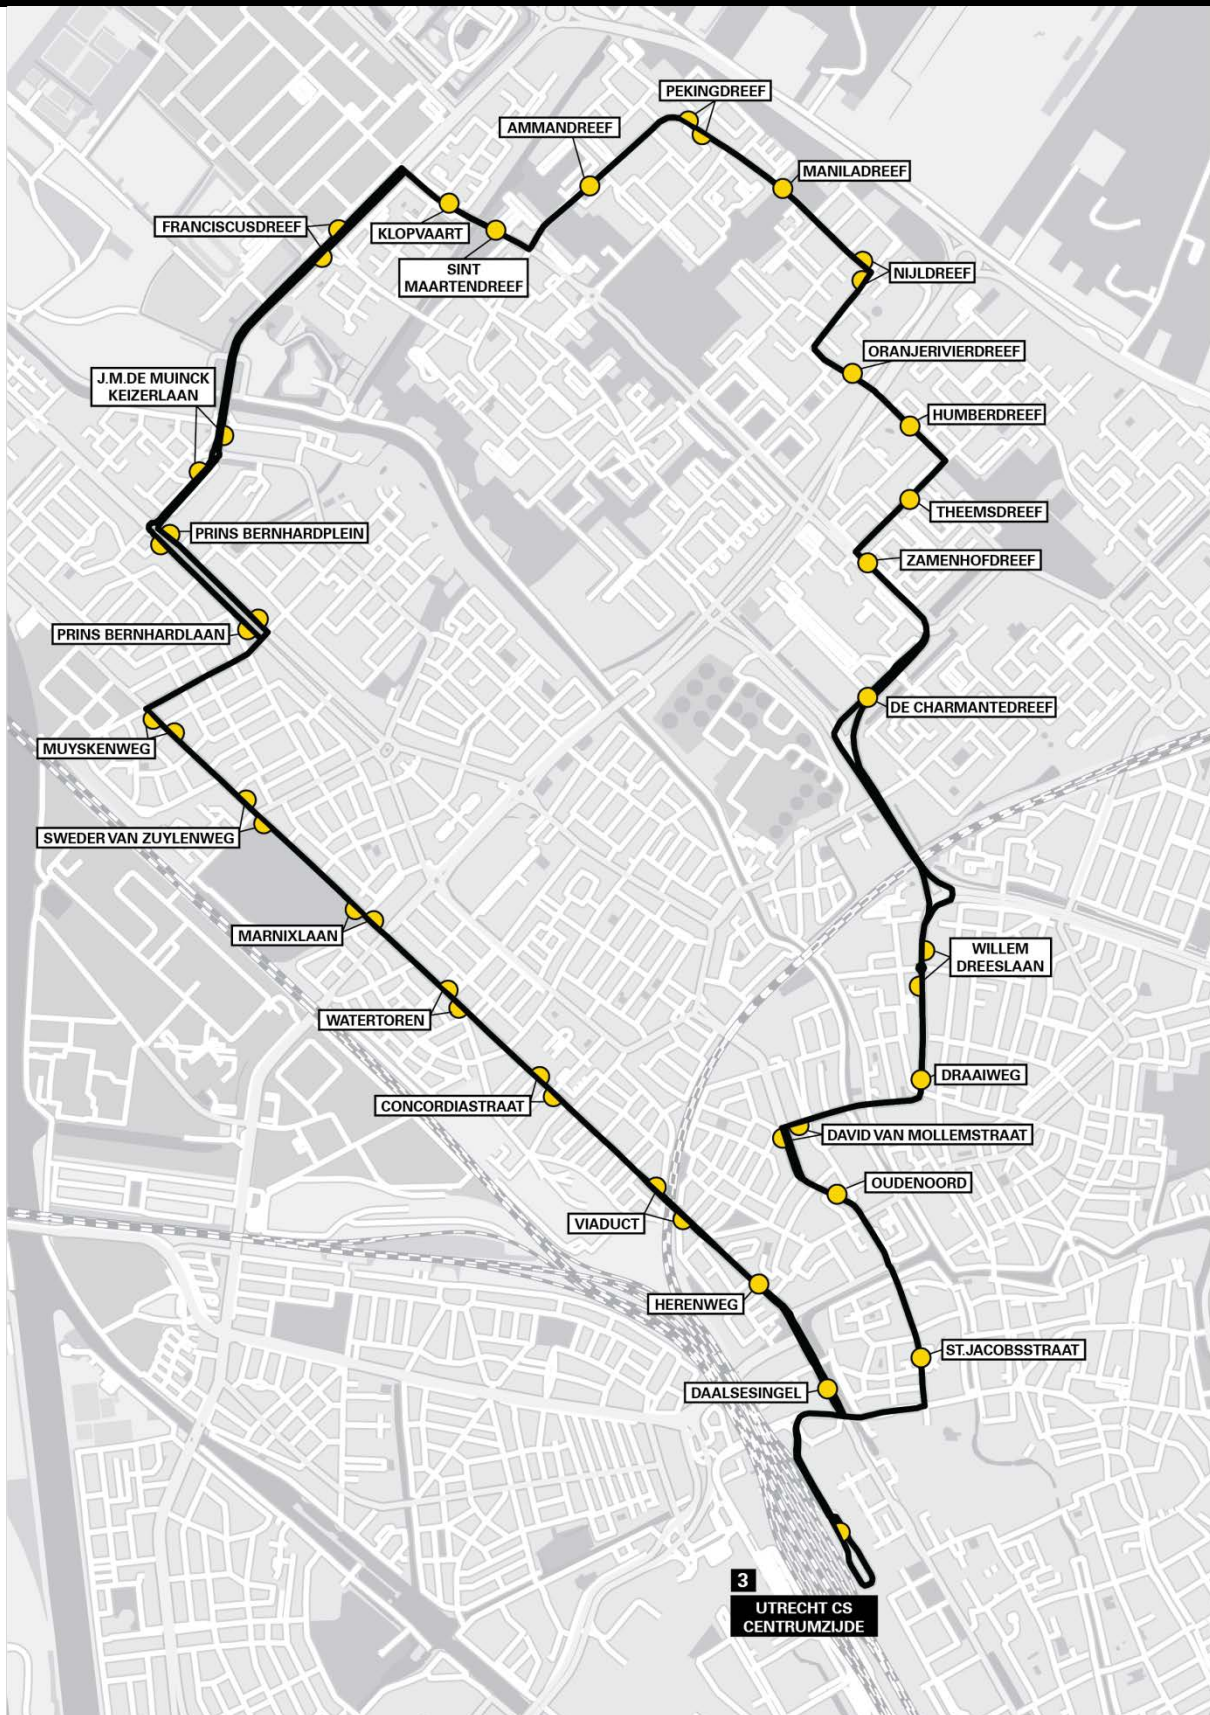 PEKINGDREEF
AMMANDREEF
MANILADREEF
FRANCISCUSDREEF
KLOPVAART
SINT
MAARTENDREEF
NIJLDREEF
ORANJERIVIERDREEF
J.M.DE MUINCK
KEIZERLAAN
HUMBERDREEF
THEEMSDREEF
PRINS BERNHARDPLEIN
ZAMENHOFDREEF
PRINS BERNHARDLAAN
DE CHARMANTEDREEF
MUYSKENWEG
SWEDER VAN ZUYLENWEG
MARNIXLAAN
WILLEM
DREESLAAN
WATERTOREN
DRAAIWEG
CONCORDIASTRAAT
DAVID VAN MOLLEMSTRAAT
OUDENOORD
VIADUCT
HERENWEG
ST.JACOBSSTRAAT
DAALSESINGEL
3
UTRECHT CS
CENTRUMZIJDE